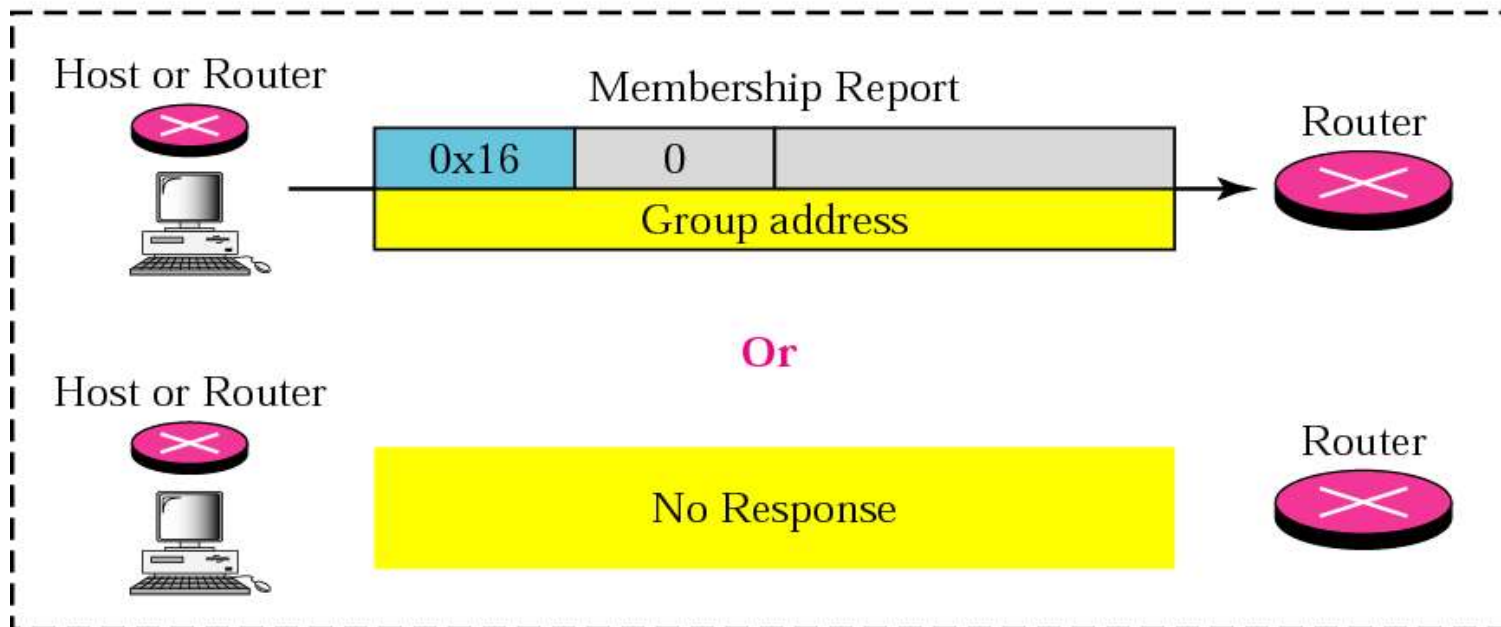 Host or Router
Membership Report
Router
0x16 0
Group address
Or
Host or Router
Router
No Response